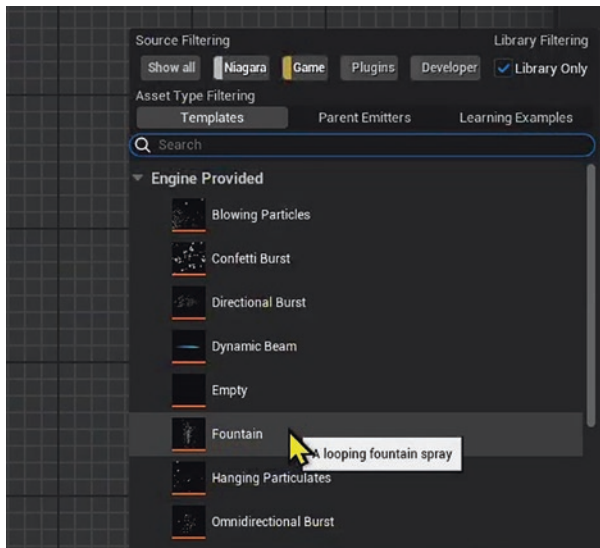 Source Filtering Library Filtering
Show all Niagara Game Plugins Developer Library Only
Asset Type Filtering
Templates Parent Emitters Learning Examples
Search
Engine Provided
Blowing Particles
Confetti Burst
Directional Burst
Dynamic Beam
Empty
Fountain
A looping fountain spray
Hanging Particulates
Omnidirectional Burst